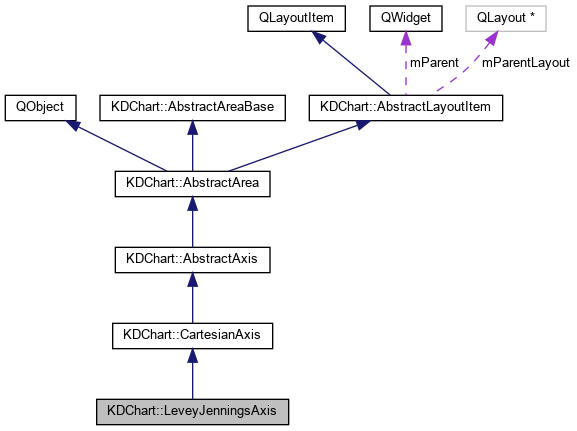 QLayoutItem
QWidget
QLayout *
mParent
mParentLayout
QObject
KDChart::AbstractAreaBase
KDChart::AbstractLayoutItem
KDChart::AbstractArea
KDChart::AbstractAxis
KDChart::CartesianAxis
KDChart::LeveyJenningsAxis